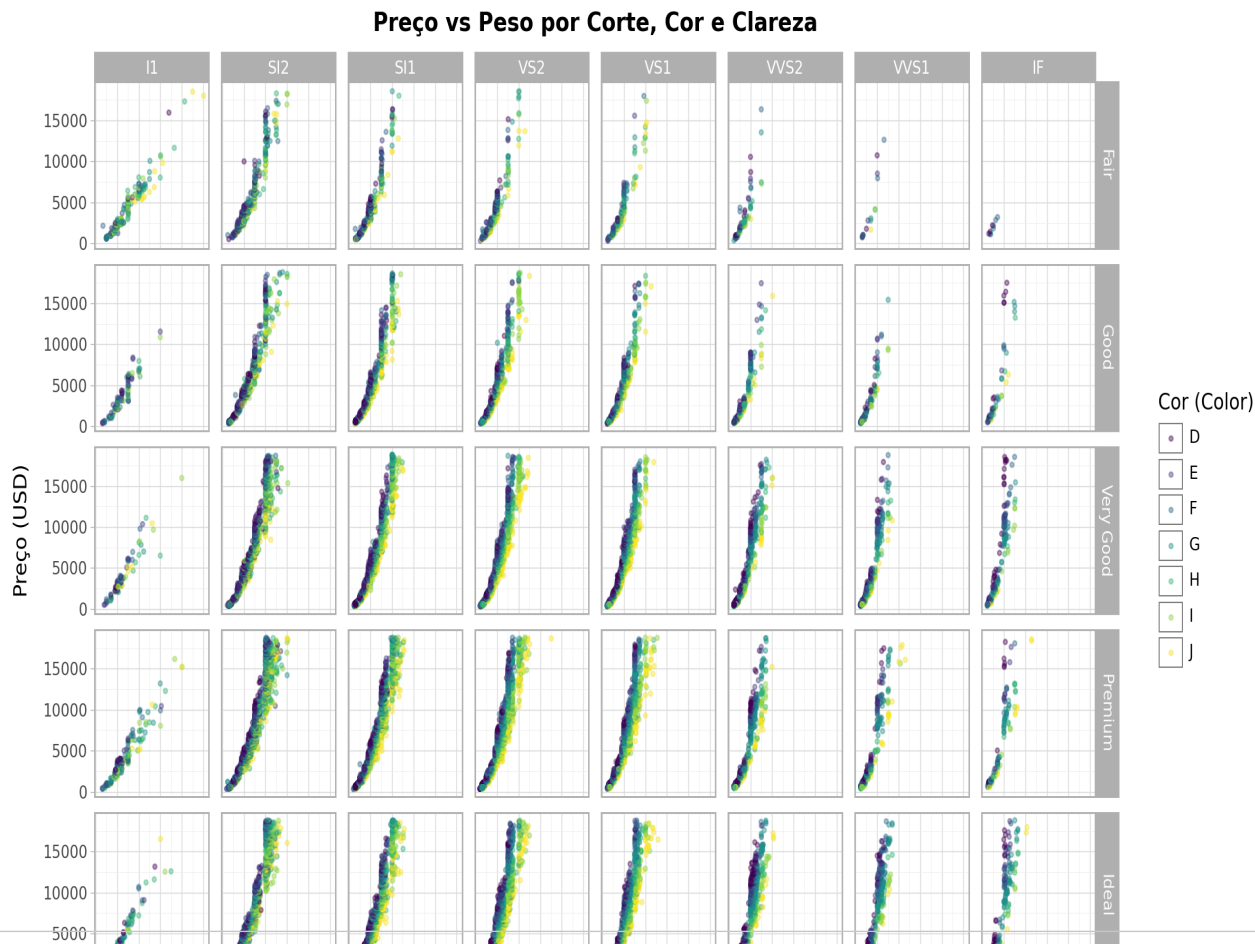 Preço vs Peso por Corte, Cor e Clareza
I1 SI2 SI1 VS2 VS1 VVS2 VVS1 IF
15000
10000
5000
0
Fair
15000
10000
5000
0
Good
15000
10000
5000
0
Very Good
15000
10000
5000
0
Premium
15000
10000
5000
Ideal
Preço (USD)
Cor (Color)
D
E
F
G
H
I
J